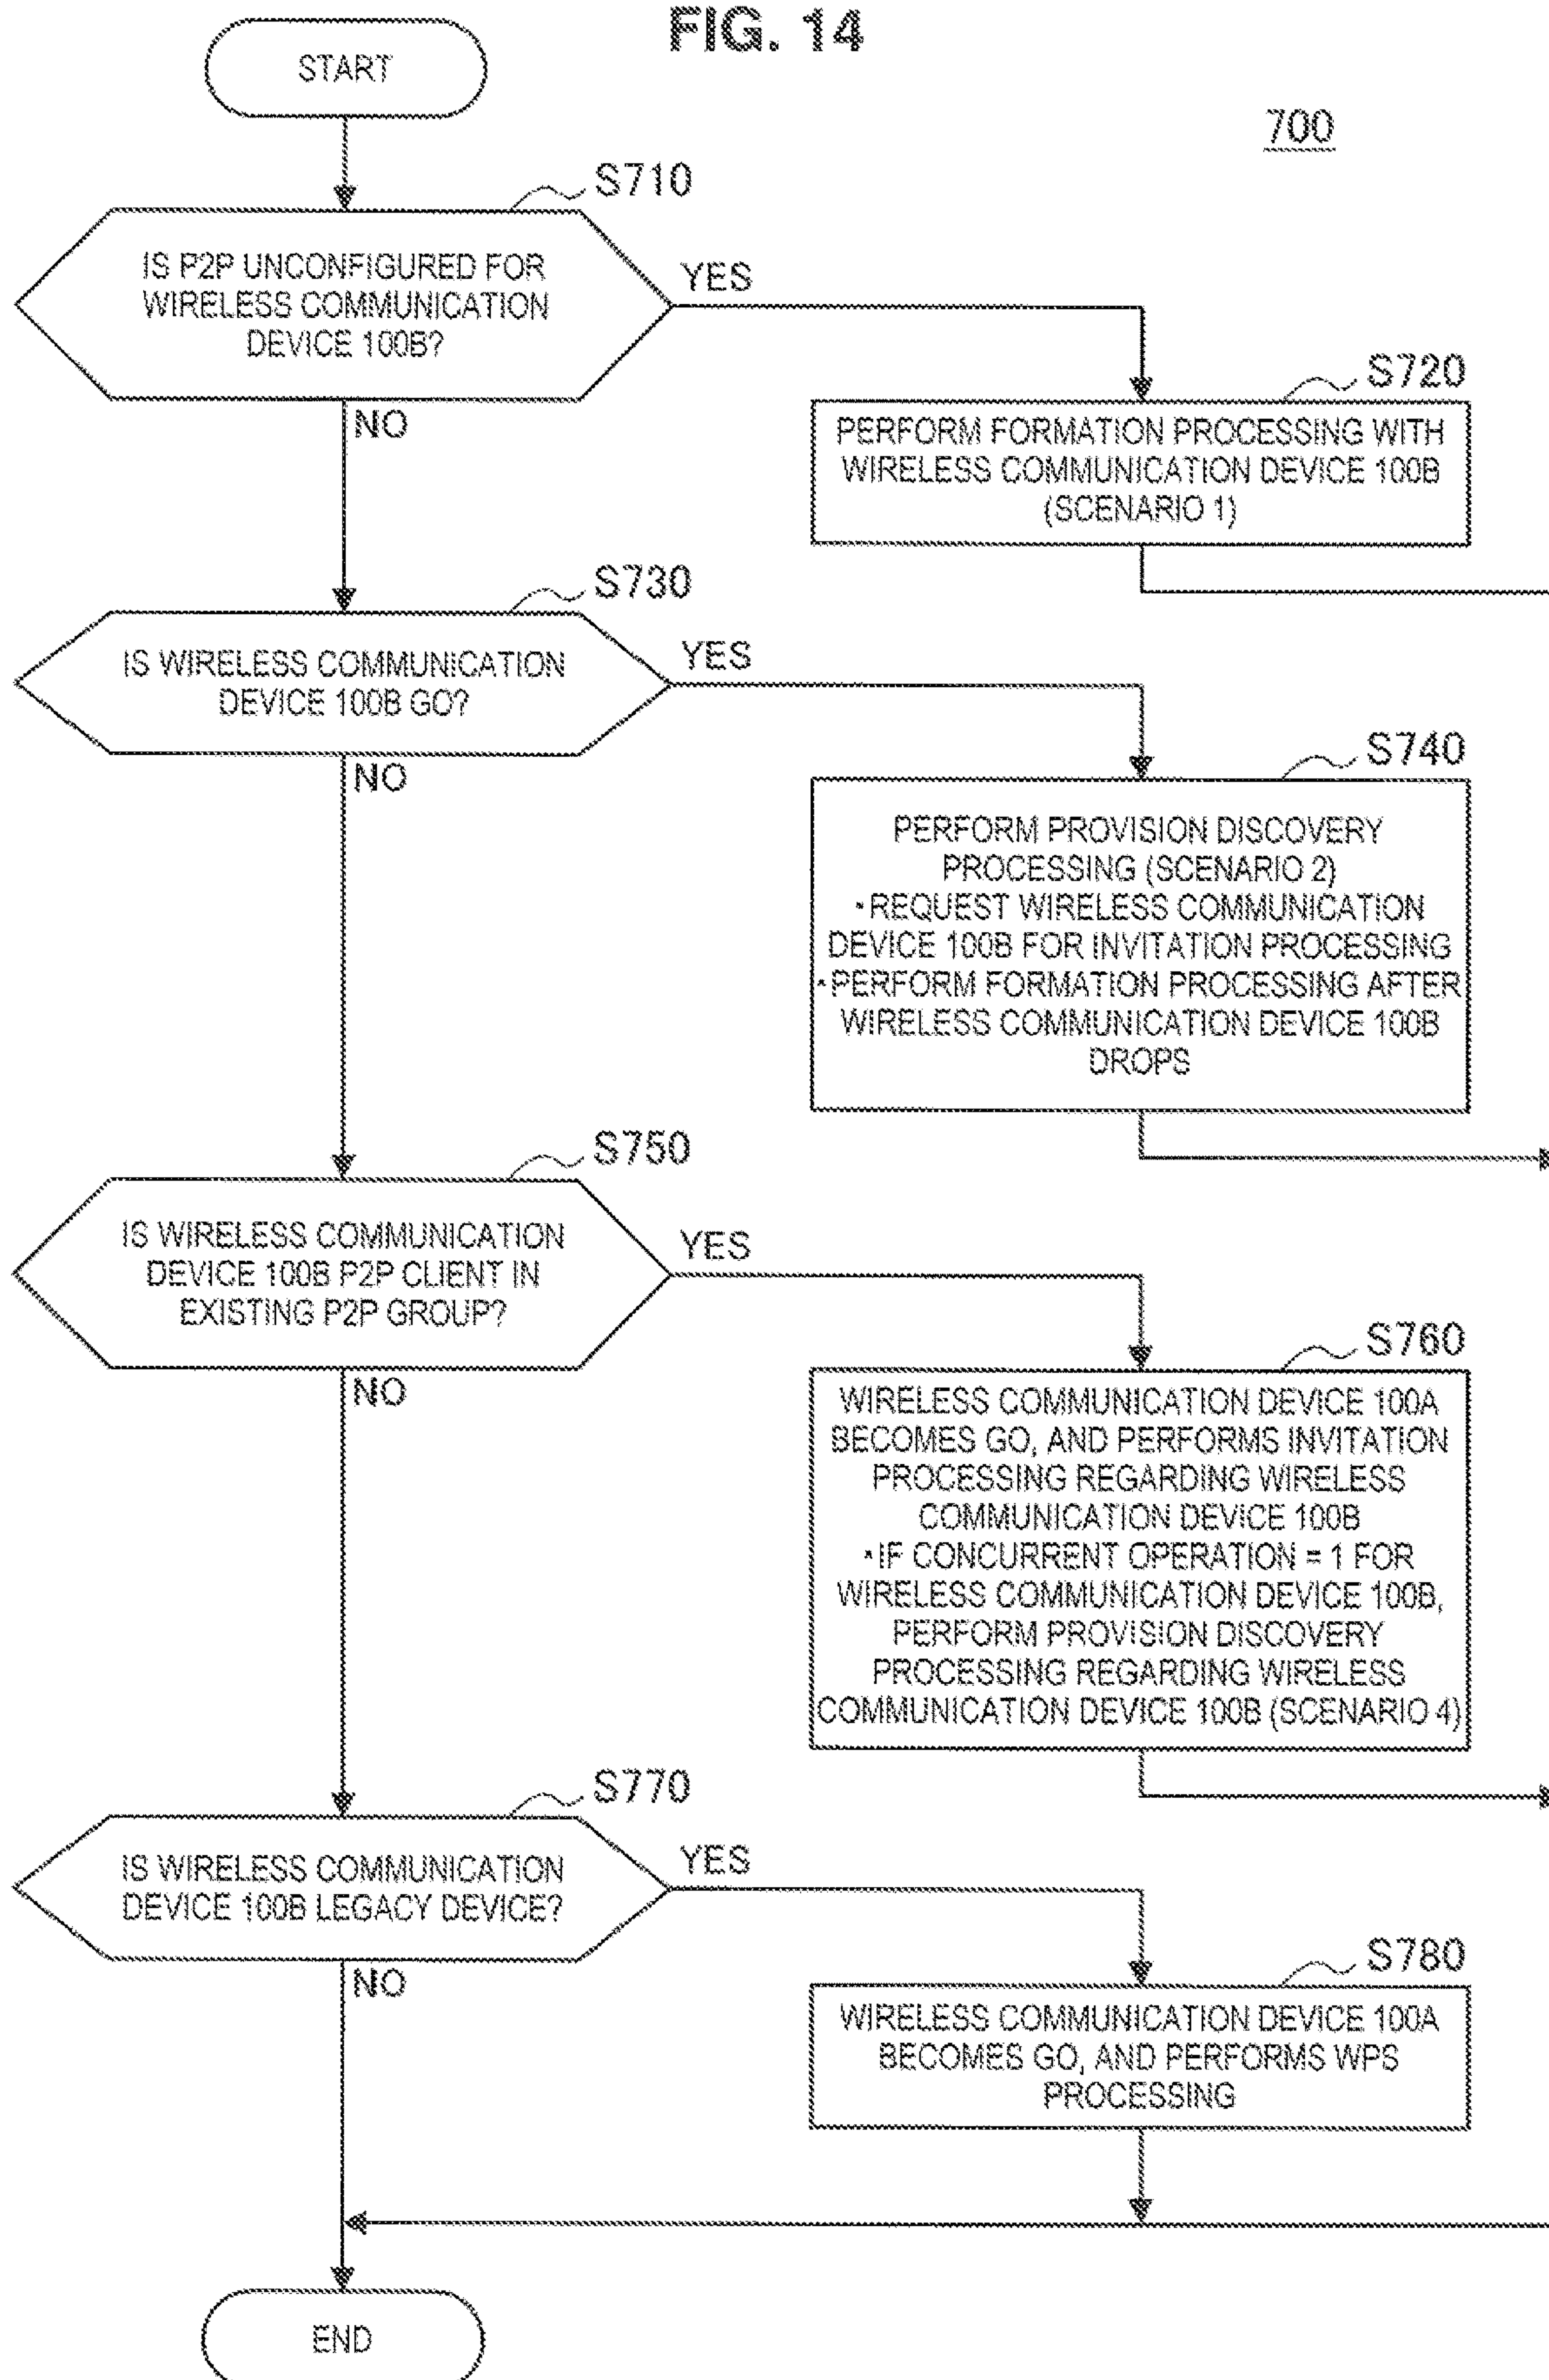 FIG. 14
START
700
S710
IS P2P UNCONFIGURED FOR
WIRELESS COMMUNICATION
DEVICE 100B?
YES
NO
S720
PERFORM FORMATION PROCESSING WITH
WIRELESS COMMUNICATION DEVICE 100B
(SCENARIO 1)
S730
IS WIRELESS COMMUNICATION
DEVICE 100B GO?
YES
NO
S740
PERFORM PROVISION DISCOVERY
PROCESSING (SCENARIO 2)
•REQUEST WIRELESS COMMUNICATION
DEVICE 100B FOR INVITATION PROCESSING
•PERFORM FORMATION PROCESSING AFTER
WIRELESS COMMUNICATION DEVICE 100B
DROPS
S750
IS WIRELESS COMMUNICATION
DEVICE 100B P2P CLIENT IN
EXISTING P2P GROUP?
YES
NO
S760
WIRELESS COMMUNICATION DEVICE 100A
BECOMES GO, AND PERFORMS INVITATION
PROCESSING REGARDING WIRELESS
COMMUNICATION DEVICE 100B
•IF CONCURRENT OPERATION = 1 FOR
WIRELESS COMMUNICATION DEVICE 100B,
PERFORM PROVISION DISCOVERY
PROCESSING REGARDING WIRELESS
COMMUNICATION DEVICE 100B (SCENARIO 4)
S770
IS WIRELESS COMMUNICATION
DEVICE 100B LEGACY DEVICE?
YES
NO
S780
WIRELESS COMMUNICATION DEVICE 100A
BECOMES GO, AND PERFORMS WPS
PROCESSING
END